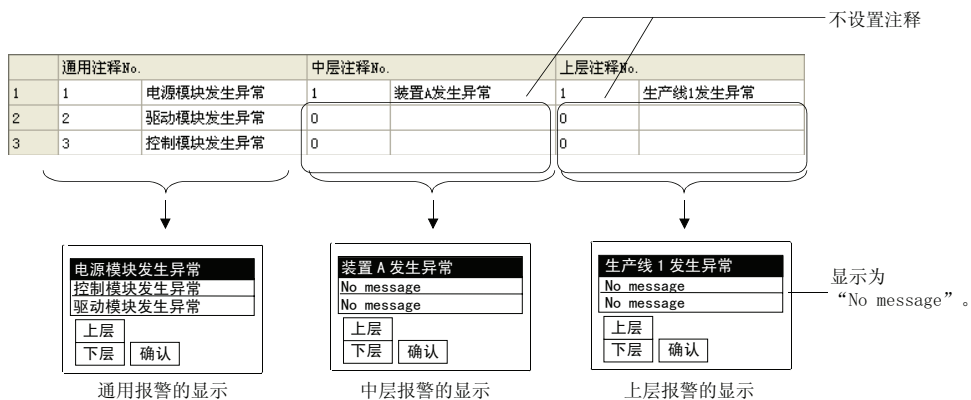 不设置注释
通用注释No. 中层注释No. 上层注释No.
1 1 电源模块发生异常 1 装置A发生异常 1 生产线1发生异常
2 2 驱动模块发生异常 0 0
3 3 控制模块发生异常 0 0
电源模块发生异常
控制模块发生异常
驱动模块发生异常
上层
下层 确认
通用报警的显示
装置 A 发生异常
No message
No message
上层
下层 确认
中层报警的显示
生产线 1 发生异常
No message
No message
上层
下层 确认
上层报警的显示
显示为
“No message”。